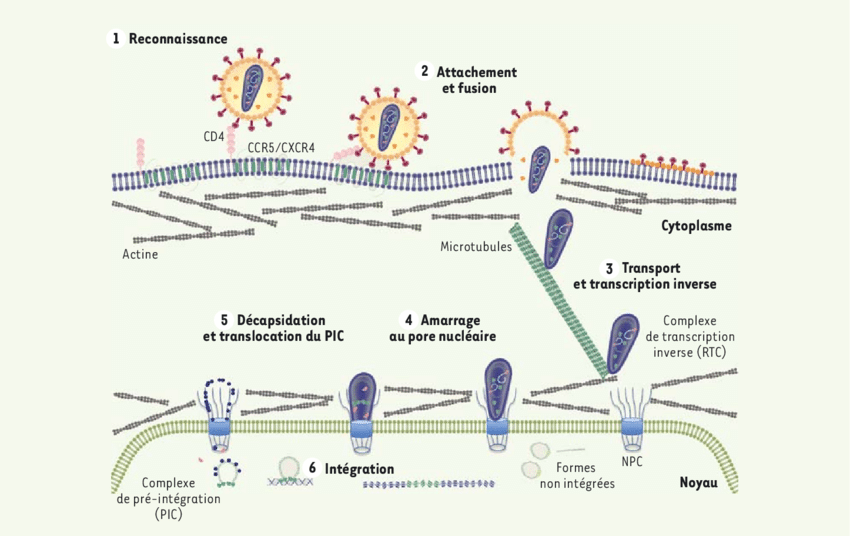 1 Reconnaissance
2 Attachement
et fusion
CD4
CCR5/CXCR4
Actine
Microtubules
Cytoplasme
3 Transport
et transcription inverse
Complexe
de transcription
inverse (RTC)
4 Amarrage
au pore nucléaire
5 Décapsidation
et translocation du PIC
Complexe
de pré-intégration
(PIC)
6 Intégration
Formes
non intégrées
NPC
Noyau